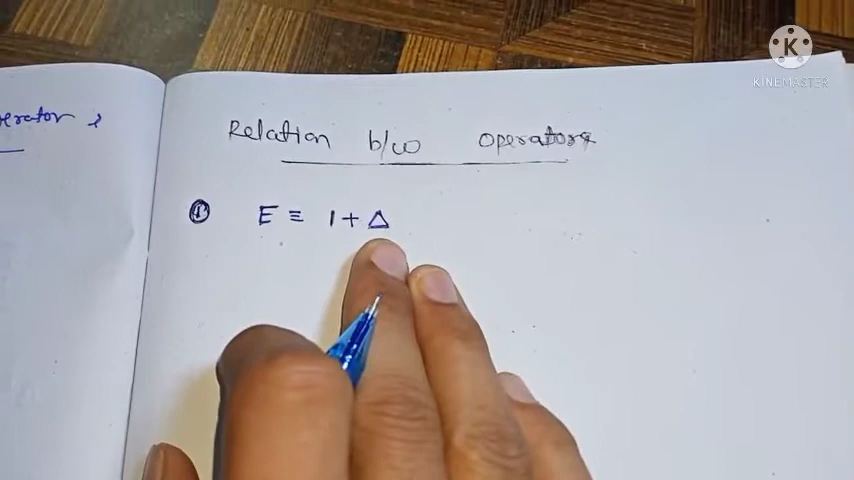 erator :
Relation b/w operators
① E ≡ 1 + Δ
K
KINEMASTER